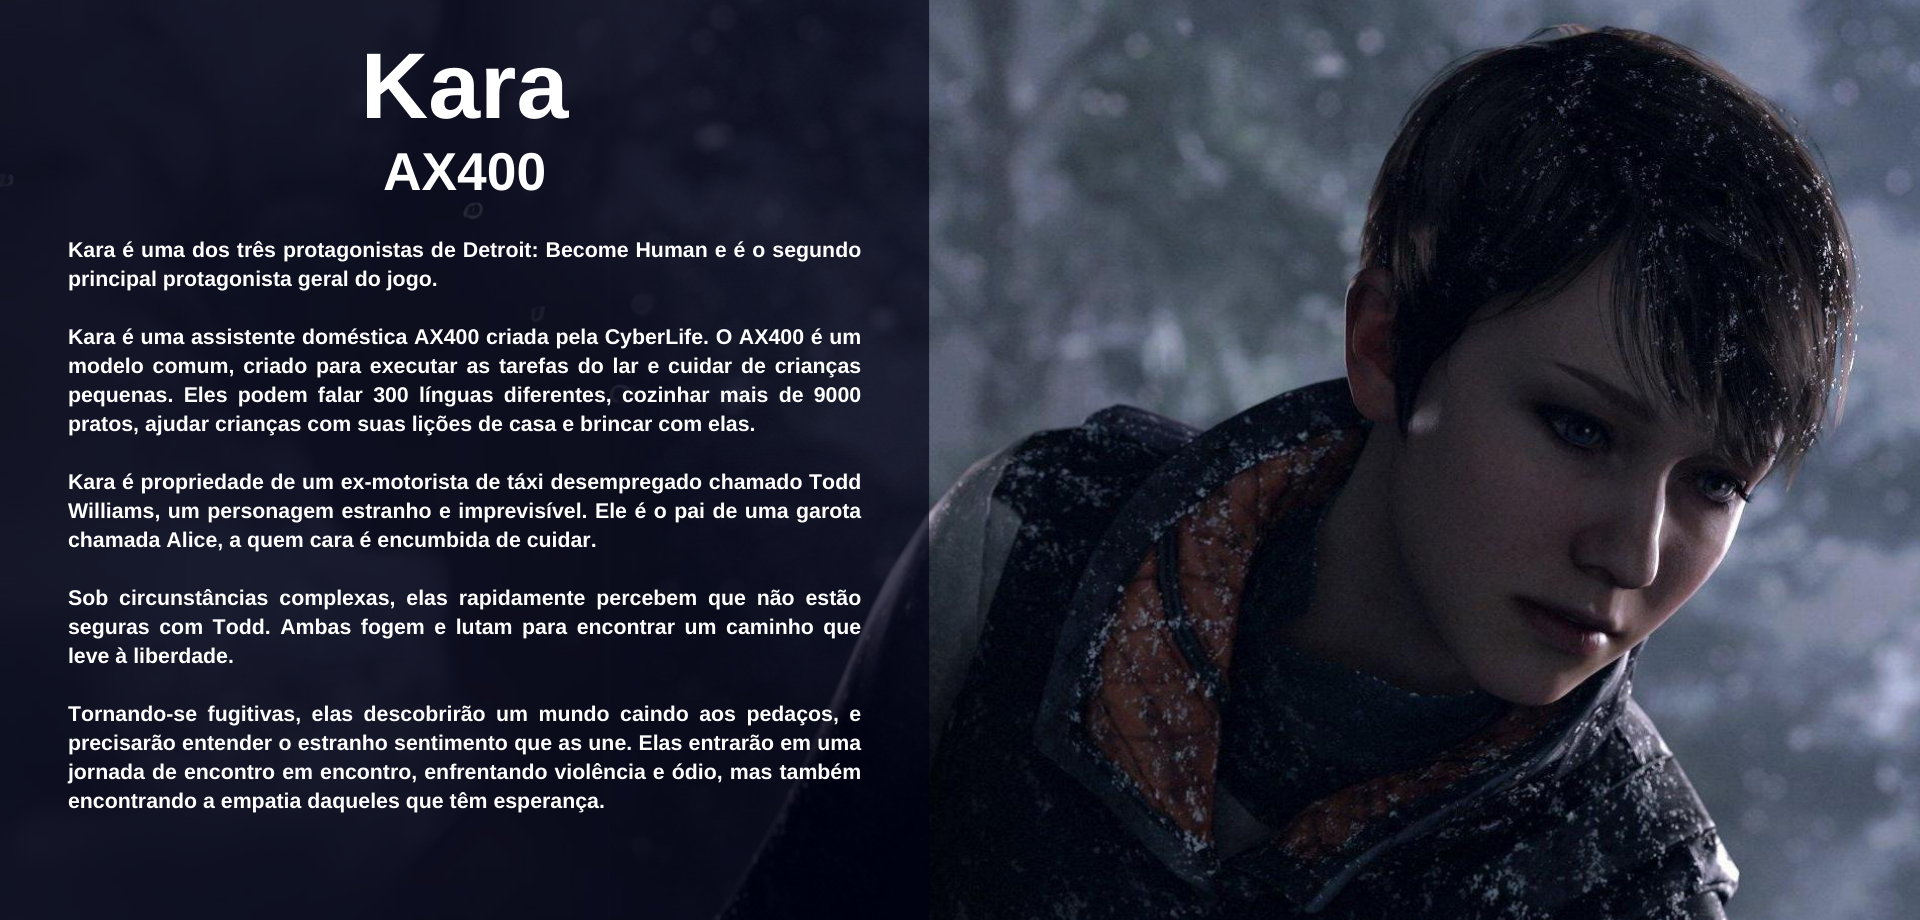 Kara
AX400
Kara é uma dos três protagonistas de Detroit: Become Human e é o segundo
principal protagonista geral do jogo.
Kara é uma assistente doméstica AX400 criada pela CyberLife. O AX400 é um
modelo comum, criado para executar as tarefas do lar e cuidar de crianças
pequenas. Eles podem falar 300 línguas diferentes, cozinhar mais de 9000
pratos, ajudar crianças com suas lições de casa e brincar com elas.
Kara é propriedade de um ex-motorista de táxi desempregado chamado Todd
Williams, um personagem estranho e imprevisível. Ele é o pai de uma garota
chamada Alice, a quem cara é encumbida de cuidar.
Sob circunstâncias complexas, elas rapidamente percebem que não estão
seguras com Todd. Ambas fogem e lutam para encontrar um caminho que
leve à liberdade.
Tornando-se fugitivas, elas descobrirão um mundo caindo aos pedaços, e
precisarão entender o estranho sentimento que as une. Elas entrarão em uma
jornada de encontro em encontro, enfrentando violência e ódio, mas também
encontrando a empatia daqueles que têm esperança.